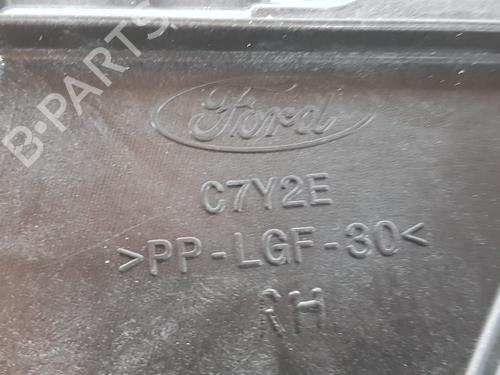 B-PARTS
Ford
C7Y2E
>PP-LGF-30<
RH